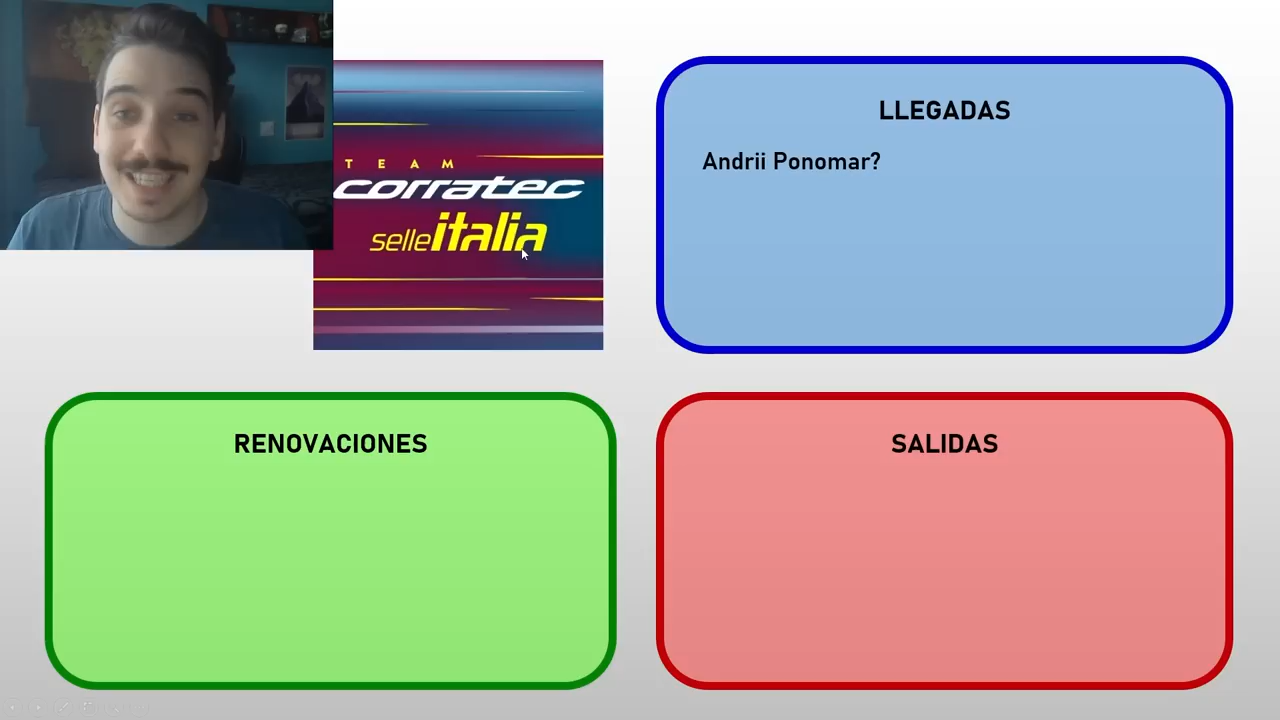 TEAM
corratec
selleitalia
LLEGADAS
Andrii Ponomar?
RENOVACIONES
SALIDAS